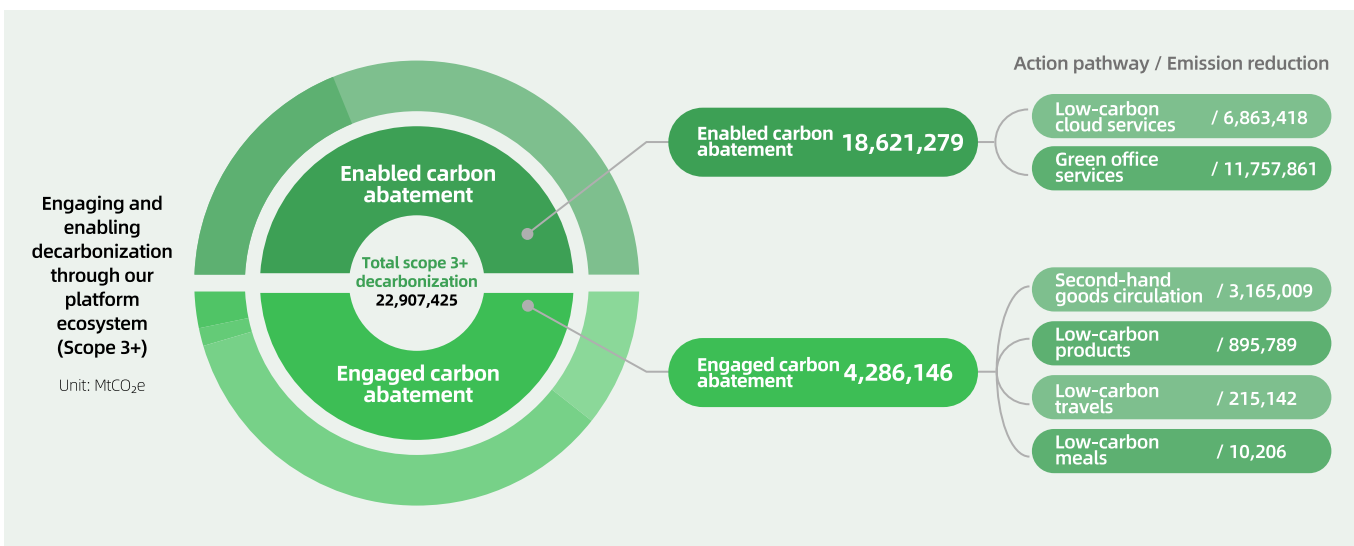 Engaging and
enabling
decarbonization
through our
platform
ecosystem
(Scope 3+)
Unit: MtCO₂e
Enabled carbon
abatement
Total scope 3+
decarbonization
22,907,425
Engaged carbon
abatement
Enabled carbon
abatement 18,621,279
Engaged carbon
abatement 4,286,146
Action pathway / Emission reduction
Low-carbon
cloud services / 6,863,418
Green office
services / 11,757,861
Second-hand
goods circulation / 3,165,009
Low-carbon
products / 895,789
Low-carbon
travels / 215,142
Low-carbon
meals / 10,206